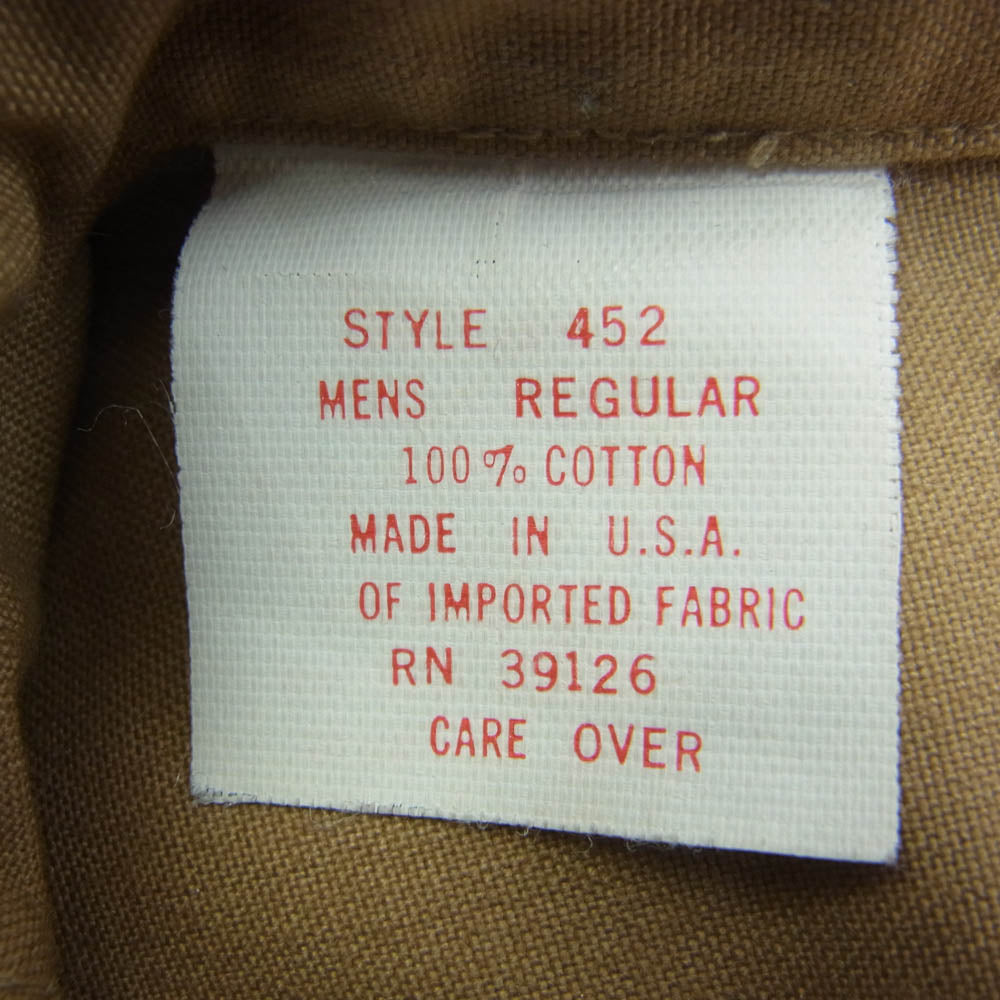 STYLE 452
MENS REGULAR
100% COTTON
MADE IN U.S.A.
OF IMPORTED FABRIC
RN 39126
CARE OVER